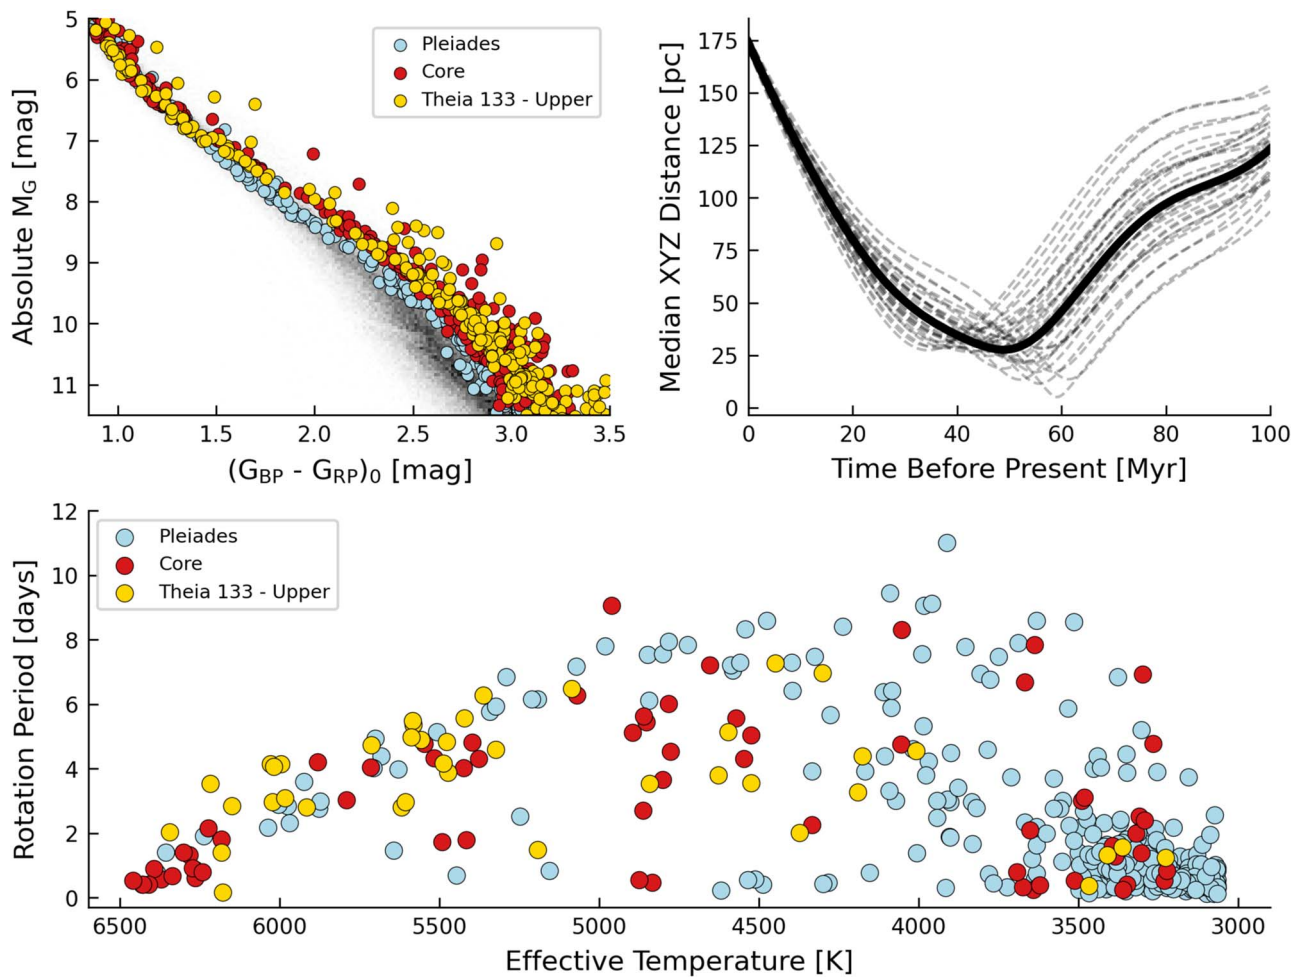 5
6
7
8
9
10
11
Absolute M_G [mag]
Pleiades
Core
Theia 133 - Upper
1.0 1.5 2.0 2.5 3.0 3.5
(G_BP - G_RP)_0 [mag]
175
150
125
100
75
50
25
0
Median XYZ Distance [pc]
0 20 40 60 80 100
Time Before Present [Myr]
12
10
8
6
4
2
0
Rotation Period [days]
Pleiades
Core
Theia 133 - Upper
6500 6000 5500 5000 4500 4000 3500 3000
Effective Temperature [K]